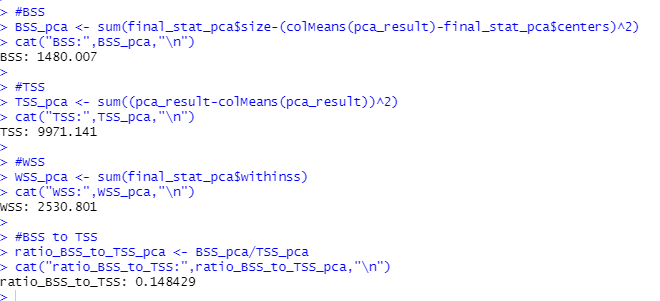 > #BSS
> BSS_pca <- sum(final_stat_pca$size-(colMeans(pca_result)-final_stat_pca$centers)^2)
> cat("BSS:",BSS_pca,"\n")
BSS: 1480.007
>
> #TSS
> TSS_pca <- sum((pca_result-colMeans(pca_result))^2)
> cat("TSS:",TSS_pca,"\n")
TSS: 9971.141
>
> #WSS
> WSS_pca <- sum(final_stat_pca$withinss)
> cat("WSS:",WSS_pca,"\n")
WSS: 2530.801
>
> #BSS to TSS
> ratio_BSS_to_TSS_pca <- BSS_pca/TSS_pca
> cat("ratio_BSS_to_TSS:",ratio_BSS_to_TSS_pca,"\n")
ratio_BSS_to_TSS: 0.148429
>